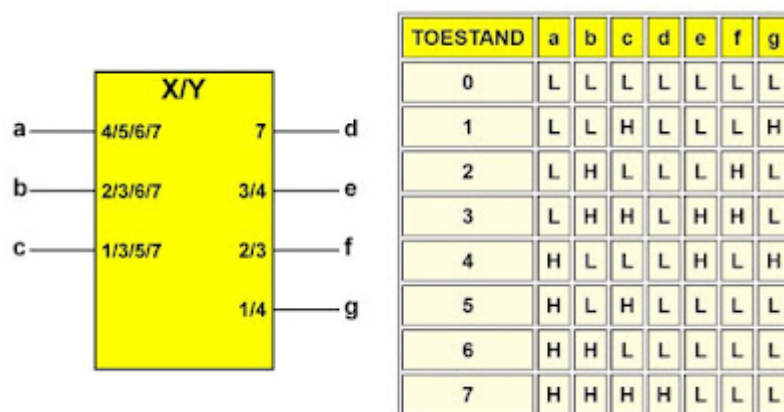 X/Y
a 4/5/6/7 7 d
b 2/3/6/7 3/4 e
c 1/3/5/7 2/3 f
1/4 g
TOESTAND a b c d e f g
0 L L L L L L L
1 L L H L L L H
2 L H L L L H L
3 L H H L H H L
4 H L L L H L H
5 H L H L L L L
6 H H L L L L L
7 H H H H L L L